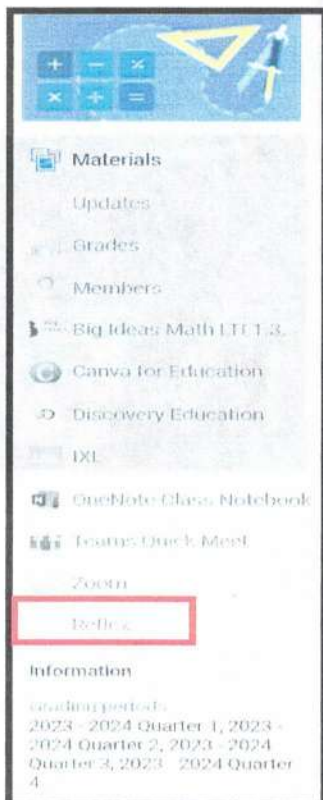 + − ×
× + =
Materials
Updates
Grades
Members
Big Ideas Math LTI 1.3.
Canva for Education
Discovery Education
IXL
OneNote Class Notebook
Teams Quick Meet
Zoom
Reflex
Information
Grading periods
2023 - 2024 Quarter 1, 2023 -
2024 Quarter 2, 2023 - 2024
Quarter 3, 2023 - 2024 Quarter
4